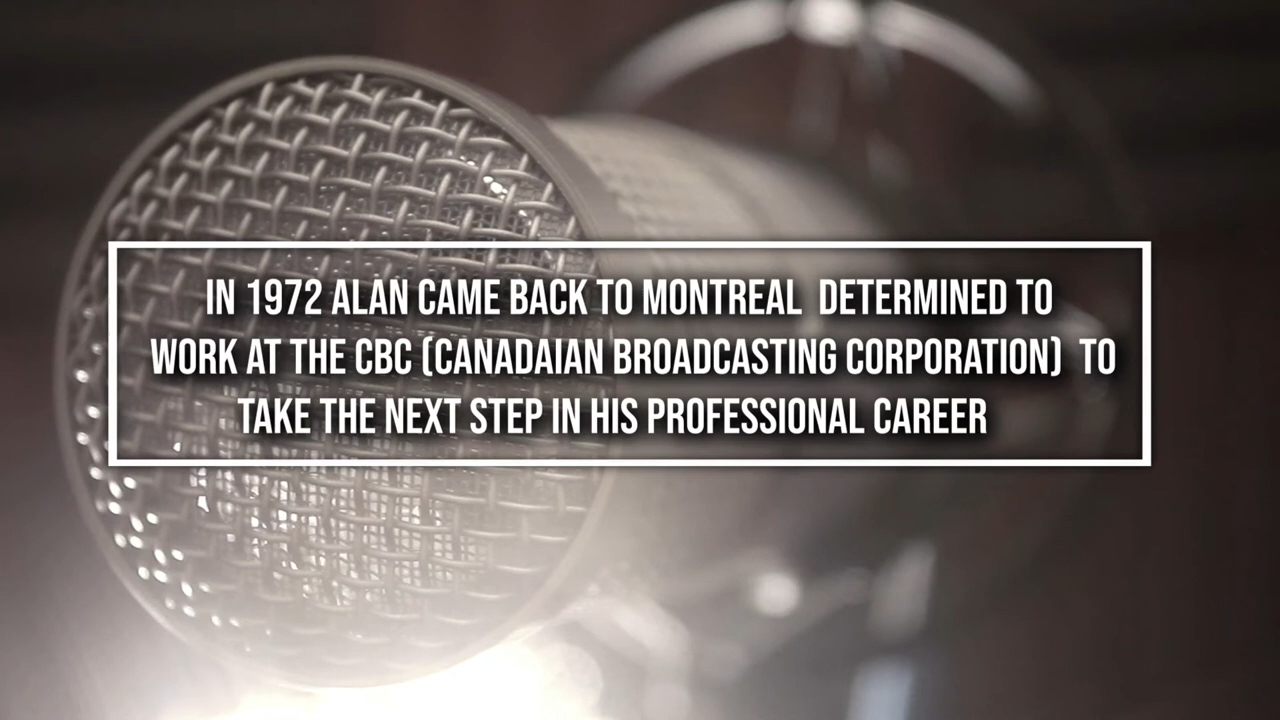 IN 1972 ALAN CAME BACK TO MONTREAL  DETERMINED TO
WORK AT THE CBC (CANADAIAN BROADCASTING CORPORATION)  TO
TAKE THE NEXT STEP IN HIS PROFESSIONAL CAREER